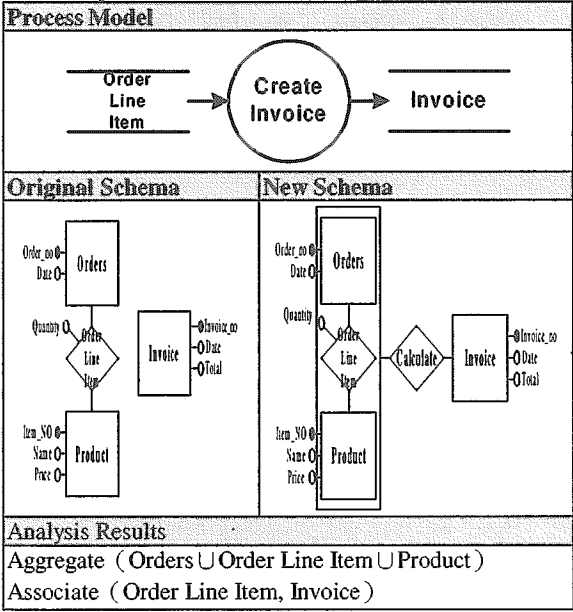 Process Model
Order
Line
Item
Create
Invoice
Invoice
Original Schema
New Schema
Order_no
Date
Orders
Quantity
Order
Line
Item
Invoice
Invoice_no
Date
Total
Item_NO
Name
Price
Product
Order_no
Date
Orders
Quantity
Order
Line
Item
Calculate
Invoice
Invoice_no
Date
Total
Item_NO
Name
Price
Product
Analysis Results
Aggregate ( Orders ∪ Order Line Item ∪ Product )
Associate ( Order Line Item, Invoice )